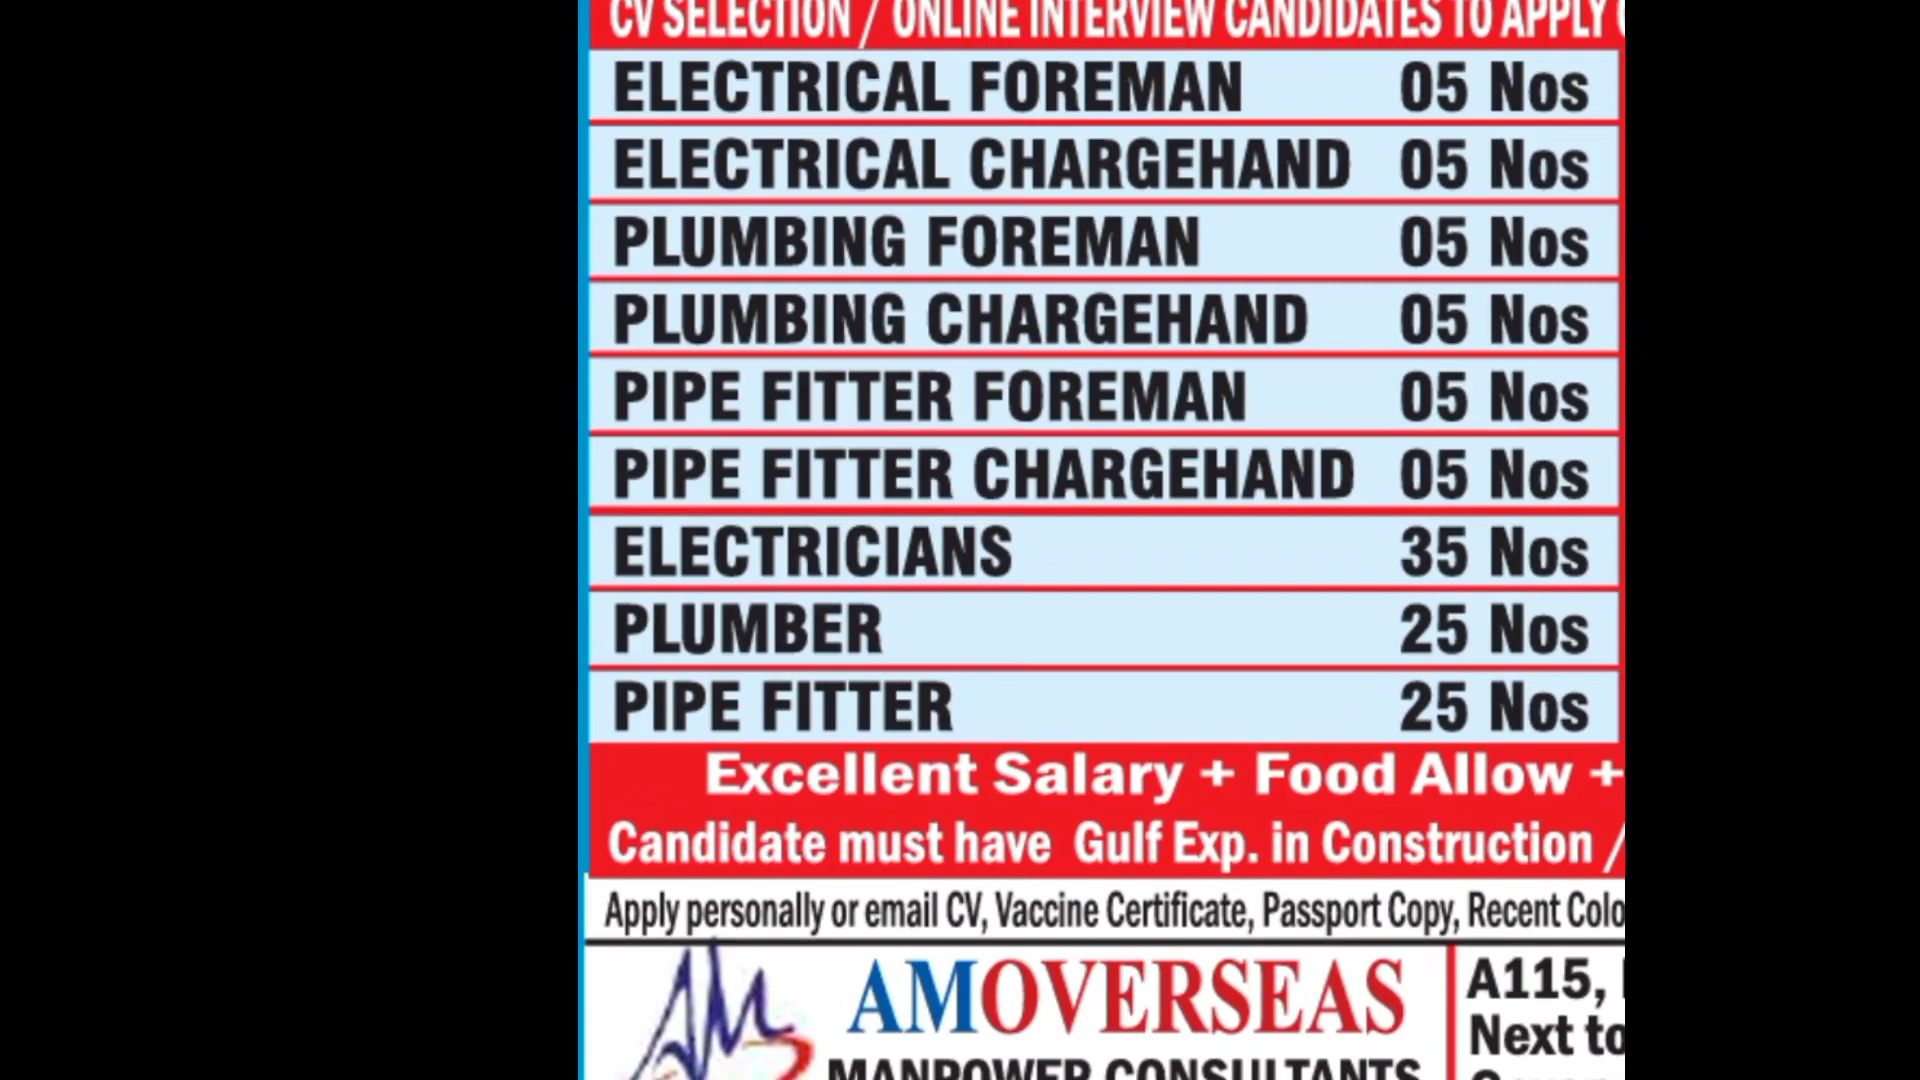 CV SELECTION / ONLINE INTERVIEW CANDIDATES TO APPLY
ELECTRICAL FOREMAN 05 Nos
ELECTRICAL CHARGEHAND 05 Nos
PLUMBING FOREMAN 05 Nos
PLUMBING CHARGEHAND 05 Nos
PIPE FITTER FOREMAN 05 Nos
PIPE FITTER CHARGEHAND 05 Nos
ELECTRICIANS 35 Nos
PLUMBER 25 Nos
PIPE FITTER 25 Nos
Excellent Salary + Food Allow +
Candidate must have Gulf Exp. in Construction /
Apply personally or email CV, Vaccine Certificate, Passport Copy, Recent Colo
AM OVERSEAS
MANPOWER CONSULTANTS
A115,
Next to